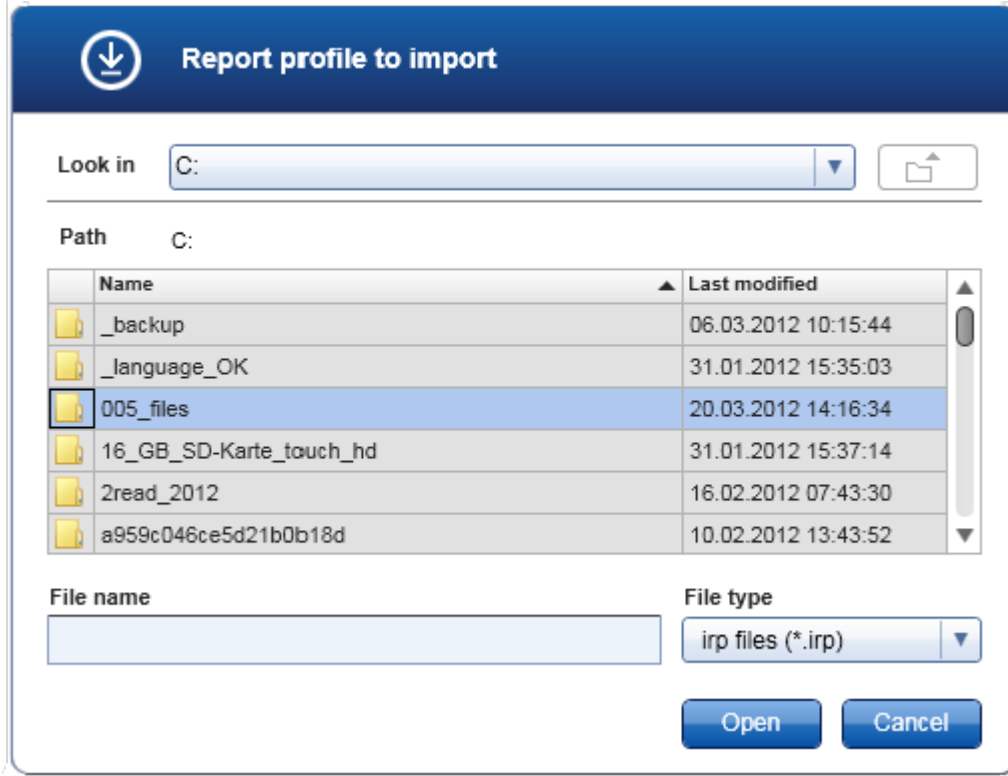 Report profile to import
Look in C:
Path C:
Name Last modified
_backup 06.03.2012 10:15:44
_language_OK 31.01.2012 15:35:03
005_files 20.03.2012 14:16:34
16_GB_SD-Karte_touch_hd 31.01.2012 15:37:14
2read_2012 16.02.2012 07:43:30
a959c046ce5d21b0b18d 10.02.2012 13:43:52
File name File type
irp files (*.irp)
Open Cancel